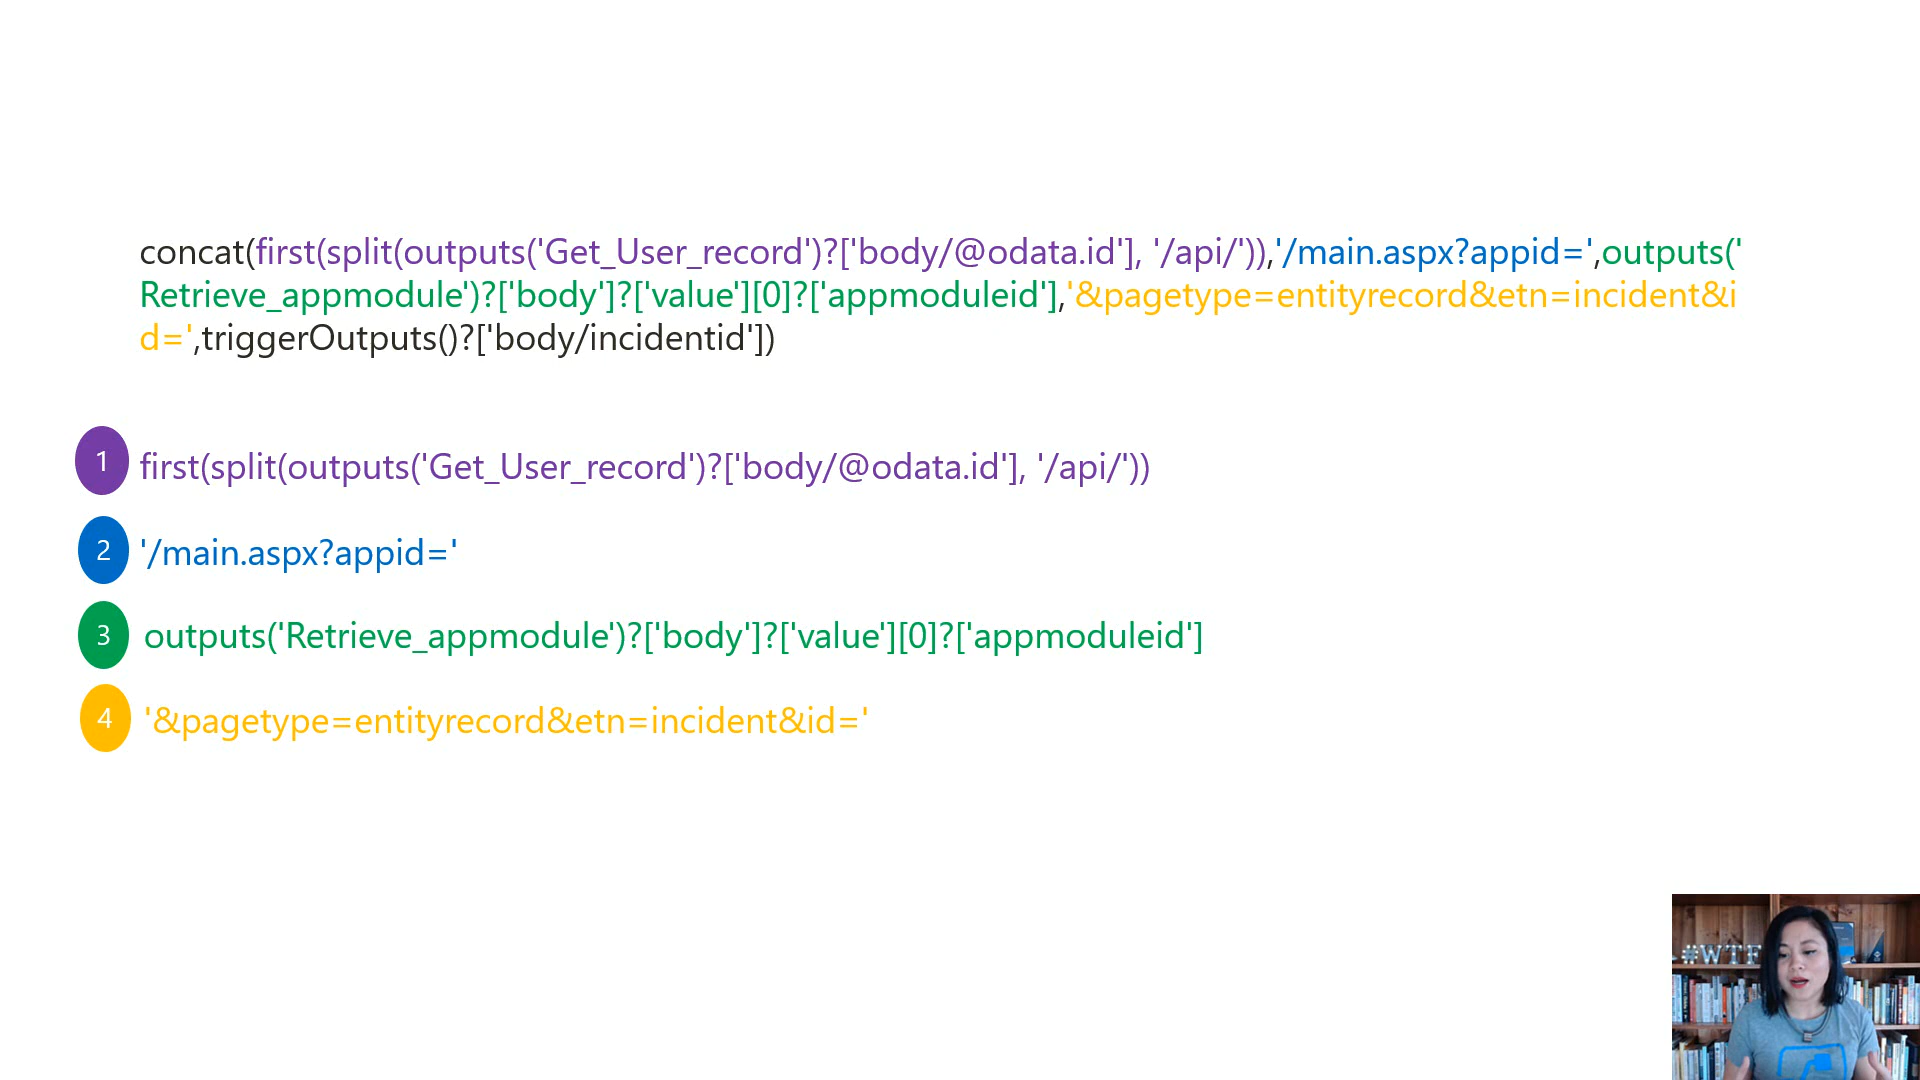 concat(first(split(outputs('Get_User_record')?['body/@odata.id'], '/api/')),'/main.aspx?appid=',outputs('
Retrieve_appmodule')?['body']?['value'][0]?['appmoduleid'],'&pagetype=entityrecord&etn=incident&i
d=',triggerOutputs()?['body/incidentid'])
1 first(split(outputs('Get_User_record')?['body/@odata.id'], '/api/'))
2 '/main.aspx?appid='
3 outputs('Retrieve_appmodule')?['body']?['value'][0]?['appmoduleid']
4 '&pagetype=entityrecord&etn=incident&id='
#WTF